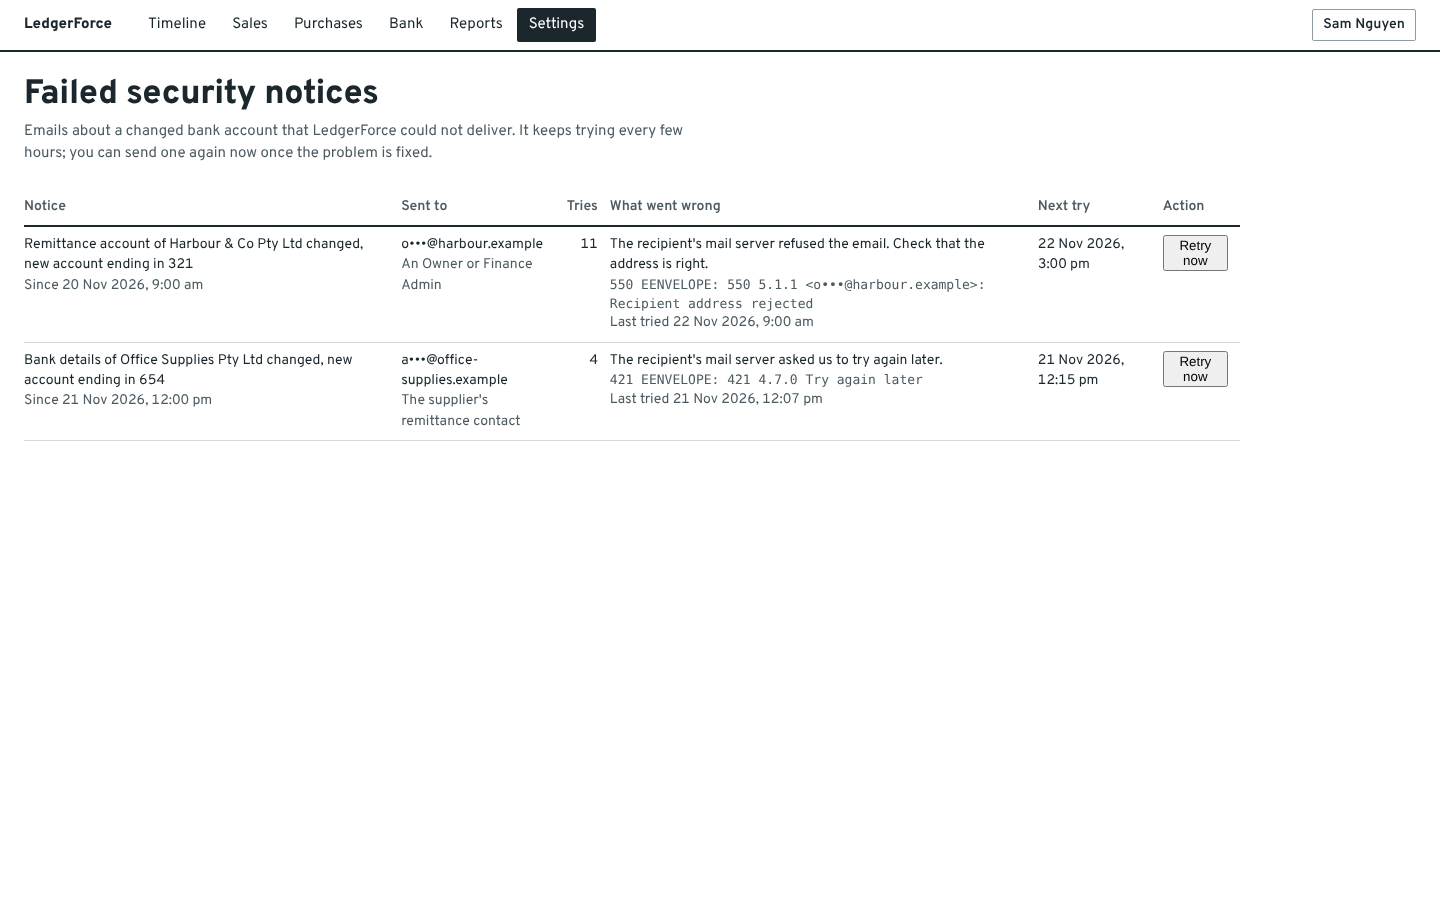 LedgerForce Timeline Sales Purchases Bank Reports Settings Sam Nguyen
Failed security notices
Emails about a changed bank account that LedgerForce could not deliver. It keeps trying every few
hours; you can send one again now once the problem is fixed.
Notice Sent to Tries What went wrong Next try Action
Remittance account of Harbour & Co Pty Ltd changed,
new account ending in 321
Since 20 Nov 2026, 9:00 am
o•••@harbour.example
An Owner or Finance
Admin
11
The recipient's mail server refused the email. Check that the
address is right.
550 EENVELOPE: 550 5.1.1 <o•••@harbour.example>:
Recipient address rejected
Last tried 22 Nov 2026, 9:00 am
22 Nov 2026,
3:00 pm
Retry
now
Bank details of Office Supplies Pty Ltd changed, new
account ending in 654
Since 21 Nov 2026, 12:00 pm
a•••@office-
supplies.example
The supplier's
remittance contact
4
The recipient's mail server asked us to try again later.
421 EENVELOPE: 421 4.7.0 Try again later
Last tried 21 Nov 2026, 12:07 pm
21 Nov 2026,
12:15 pm
Retry
now